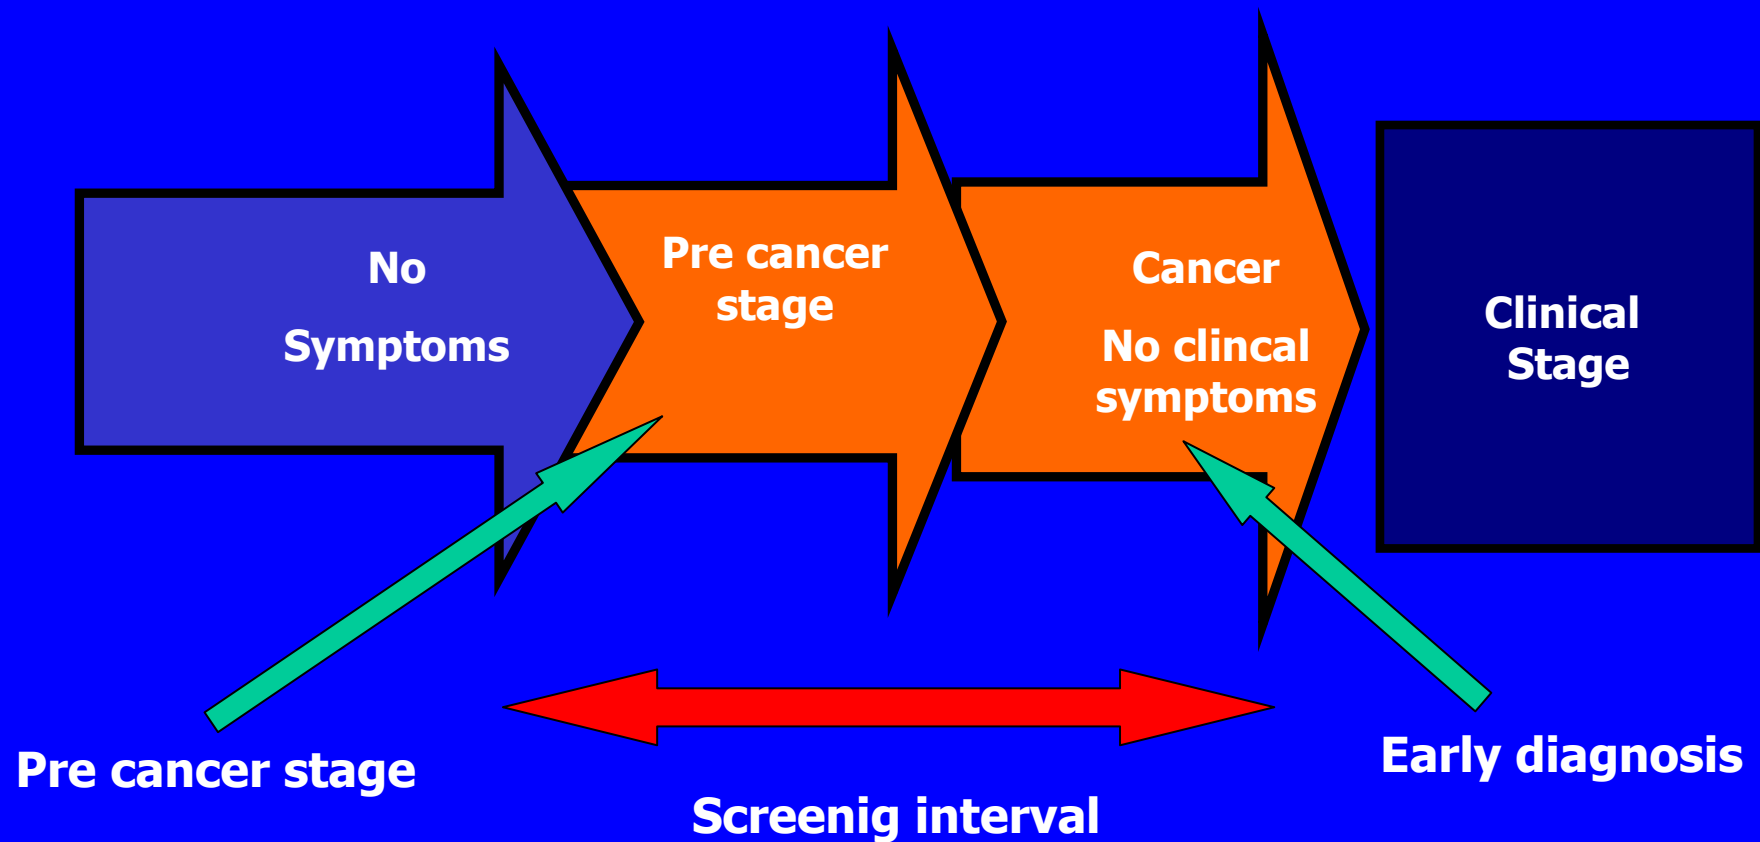 No
Symptoms
Pre cancer
stage
Cancer
No clincal
symptoms
Clinical
Stage
Pre cancer stage
Screenig interval
Early diagnosis